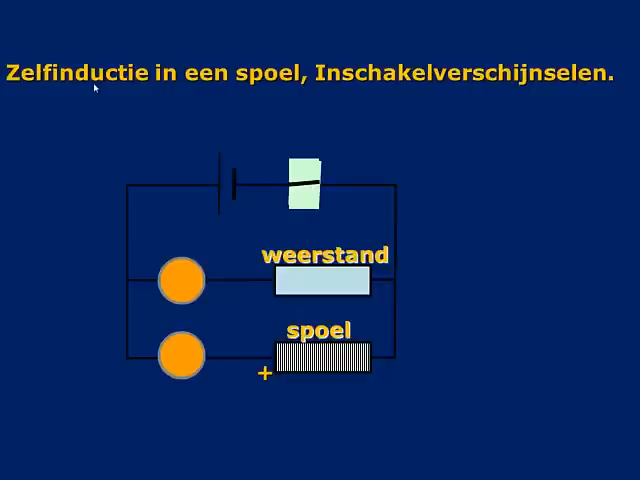 Zelfinductie in een spoel, Inschakelverschijnselen.
weerstand
spoel
+